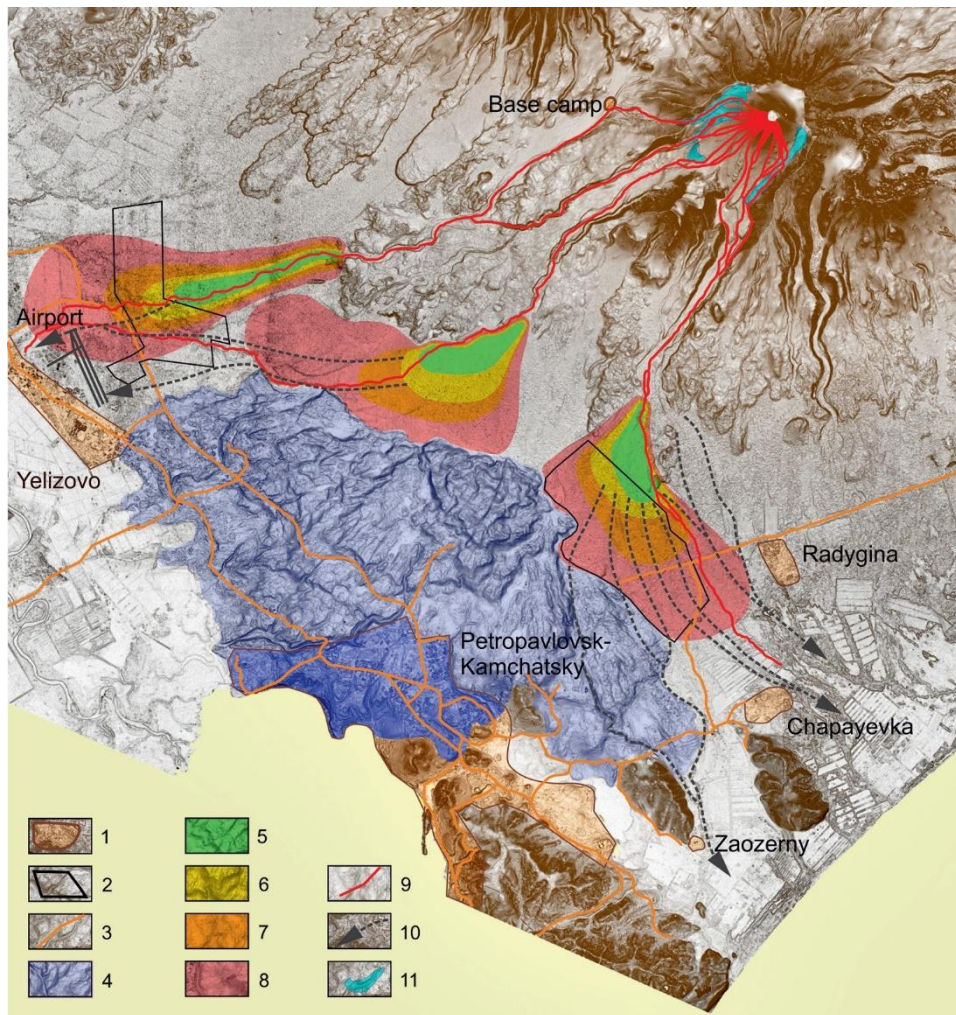 Base camp
Airport
Yelizovo
Radygina
Petropavlovsk-
Kamchatsky
Chapayevka
Zaozerny
1
2
3
4
5
6
7
8
9
10
11